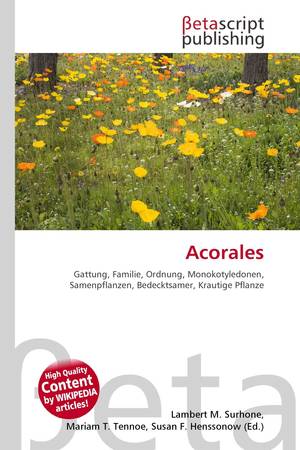 βetascript
publishing
Acorales
Gattung, Familie, Ordnung, Monokotyledonen,
Samenpflanzen, Bedecktsamer, Krautige Pflanze
High Quality
Content
by WIKIPEDIA
articles!
βeta
Lambert M. Surhone,
Mariam T. Tennoe, Susan F. Henssonow (Ed.)